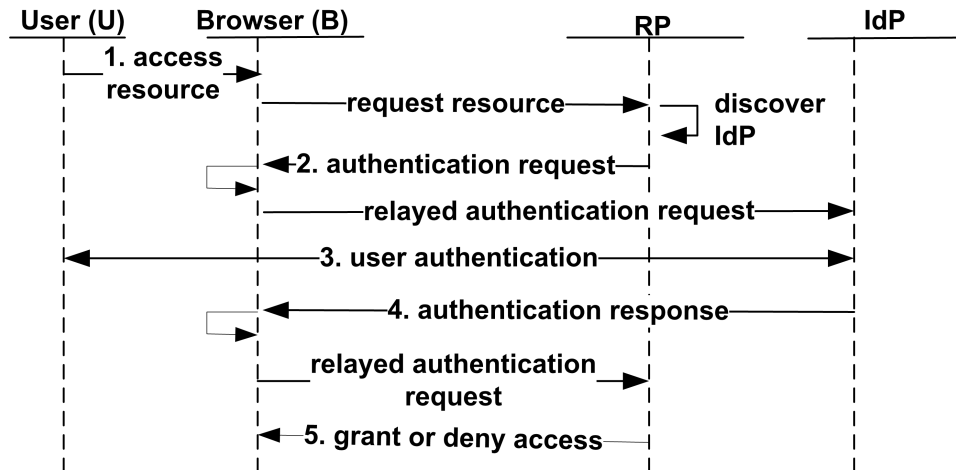 User (U)
Browser (B)
RP
IdP
1. access
resource
request resource
discover
IdP
2. authentication request
relayed authentication request
3. user authentication
4. authentication response
relayed authentication
request
5. grant or deny access